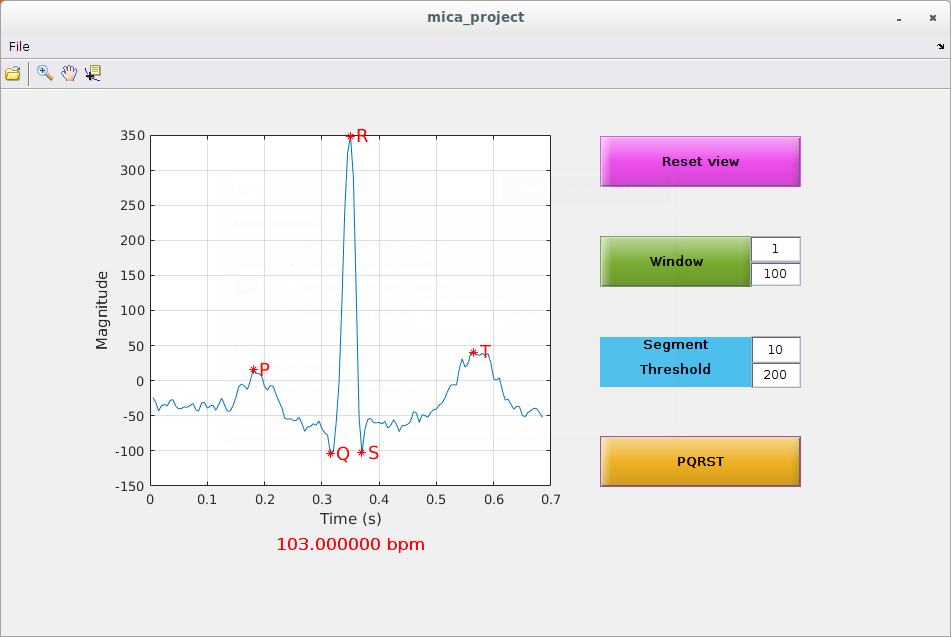 mica_project
File
350
300
250
200
150
100
50
0
-50
-100
-150
Magnitude
R
P
T
Q
S
0 0.1 0.2 0.3 0.4 0.5 0.6 0.7
Time (s)
103.000000 bpm
Reset view
Window
1
100
Segment
Threshold
10
200
PQRST